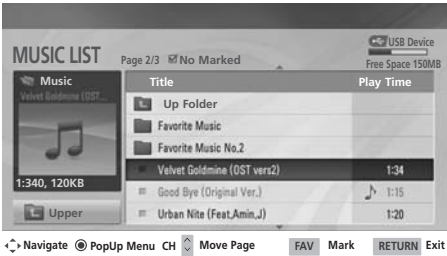 MUSIC LIST
Page 2/3 No Marked
USB Device
Free Space 150MB
Music
Velvet Goldmine (OST...
1:340, 120KB
Upper
Title Play Time
Up Folder
Favorite Music
Favorite Music No.2
Velvet Goldmine (OST vers2) 1:34
Good Bye (Original Ver.) 1:15
Urban Nite (Feat.Amin.J) 1:20
Navigate PopUp Menu CH Move Page FAV Mark RETURN Exit